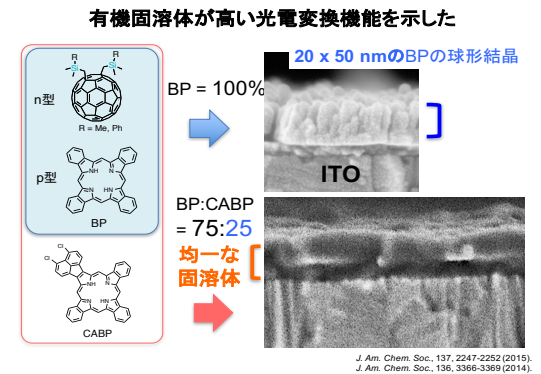 有機固溶体が高い光電変換機能を示した
R
R
Si
Si
n型
R = Me, Ph
p型
NH
N
N
HN
BP
Cl
Cl
NH
N
N
HN
CABP
BP = 100%
20 x 50 nmのBPの球形結晶
ITO
BP:CABP
= 75:25
均一な
固溶体
J. Am. Chem. Soc., 137, 2247-2252 (2015).
J. Am. Chem. Soc., 136, 3366-3369 (2014).